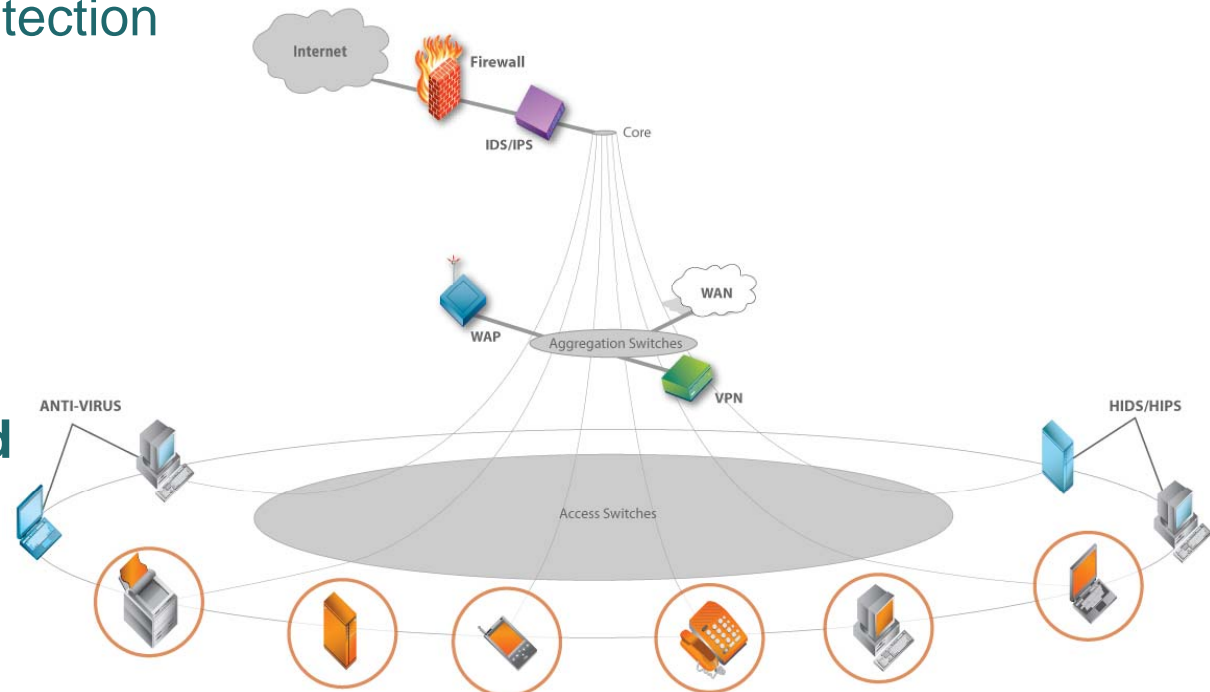 tection
Internet
Firewall
IDS/IPS
Core
WAN
WAP
Aggregation Switches
VPN
ANTI-VIRUS
HIDS/HIPS
d
Access Switches